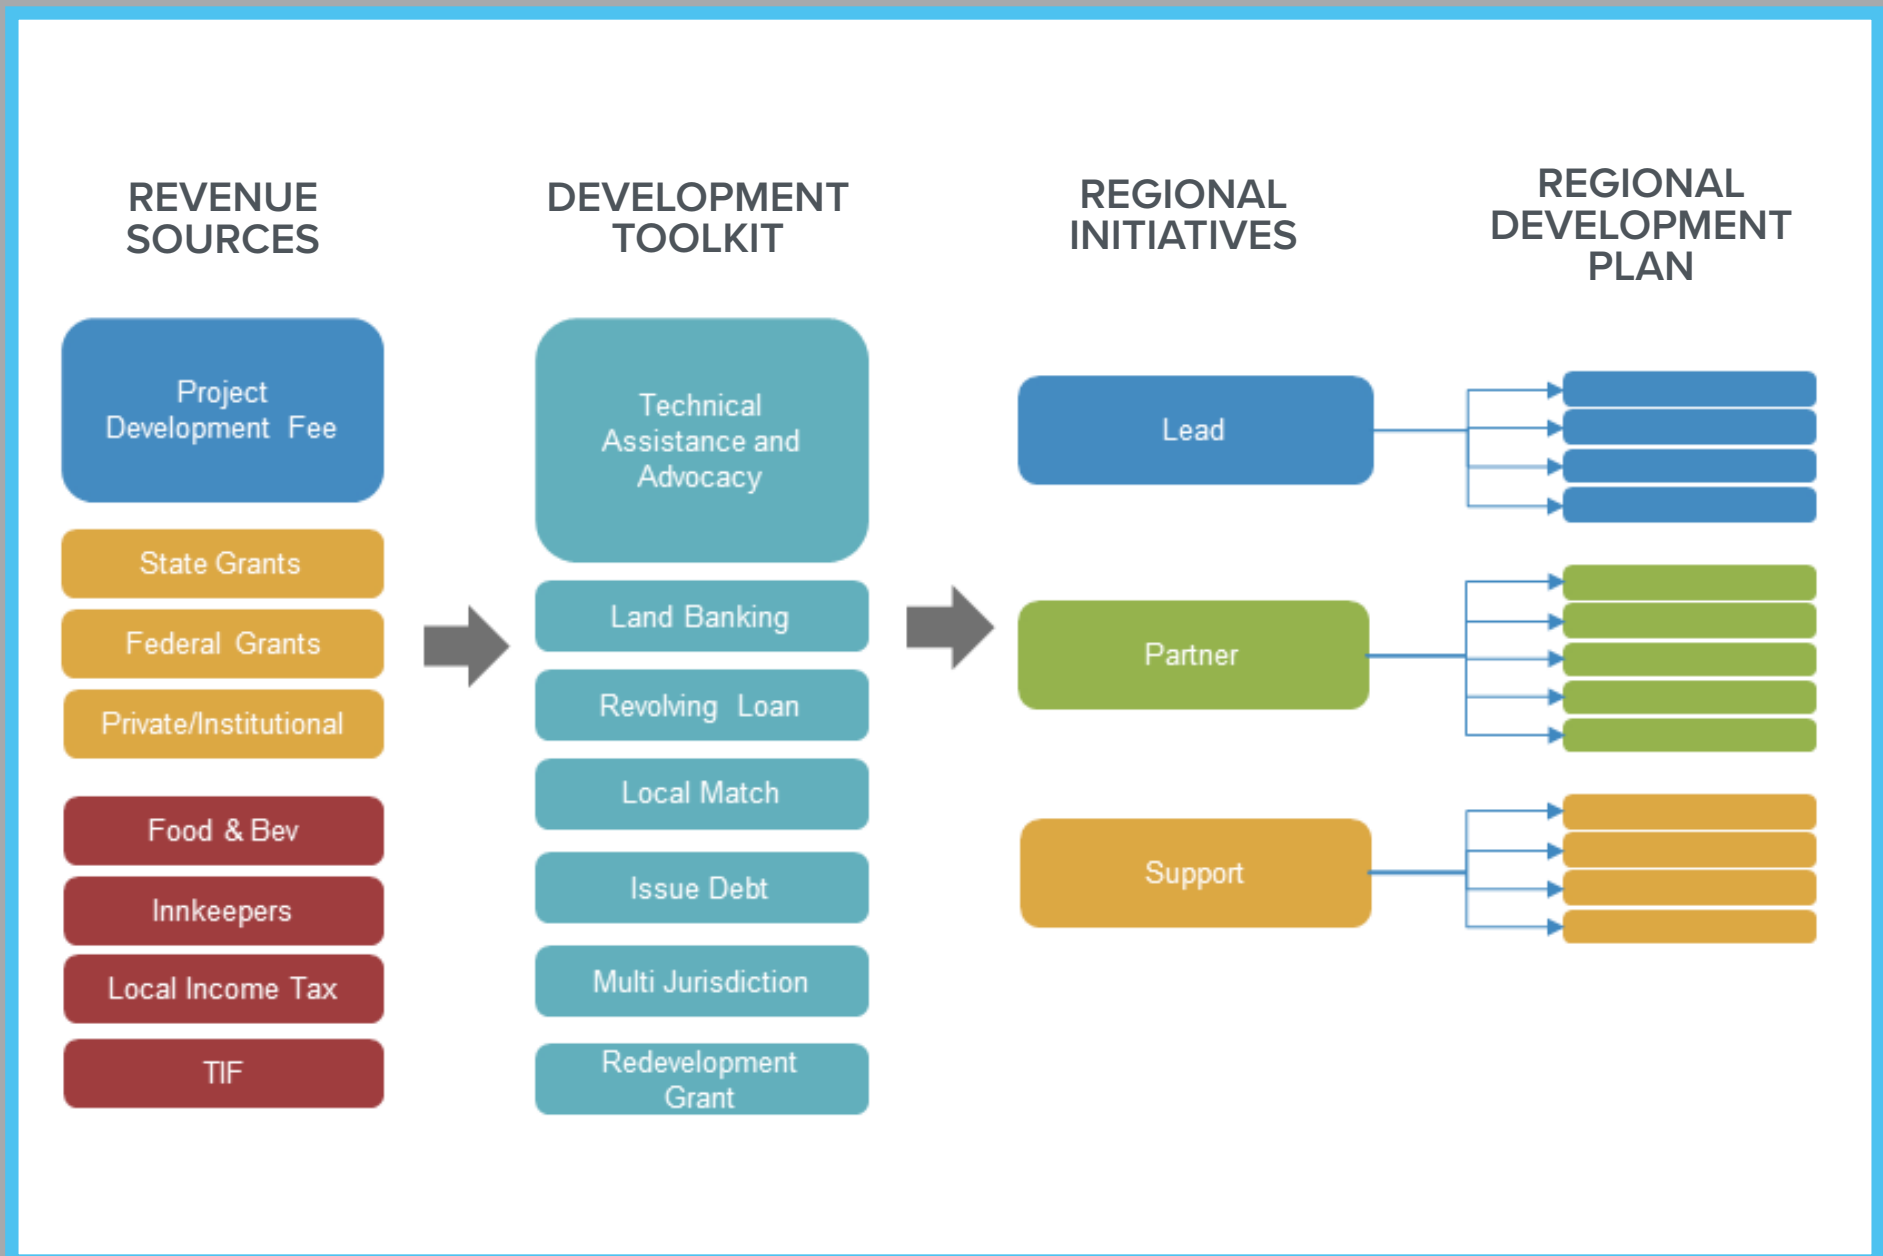 REVENUE
SOURCES
DEVELOPMENT
TOOLKIT
REGIONAL
INITIATIVES
REGIONAL
DEVELOPMENT
PLAN
Project
Development Fee
State Grants
Federal Grants
Private/Institutional
Food & Bev
Innkeepers
Local Income Tax
TIF
Technical
Assistance and
Advocacy
Land Banking
Revolving Loan
Local Match
Issue Debt
Multi Jurisdiction
Redevelopment
Grant
Lead
Partner
Support